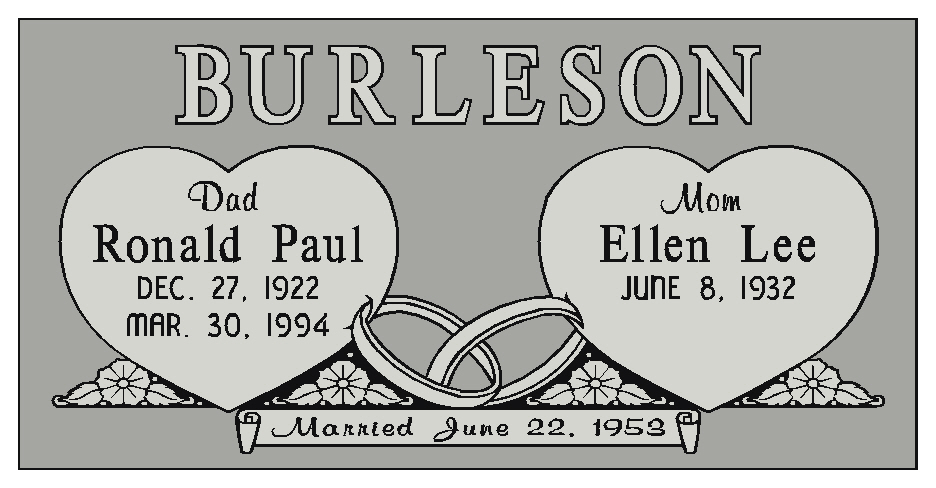 BURLESON
Dad
Ronald Paul
DEC. 27, 1922
MAR. 30, 1994
Mom
Ellen Lee
JUNE 8, 1932
Married June 22, 1953